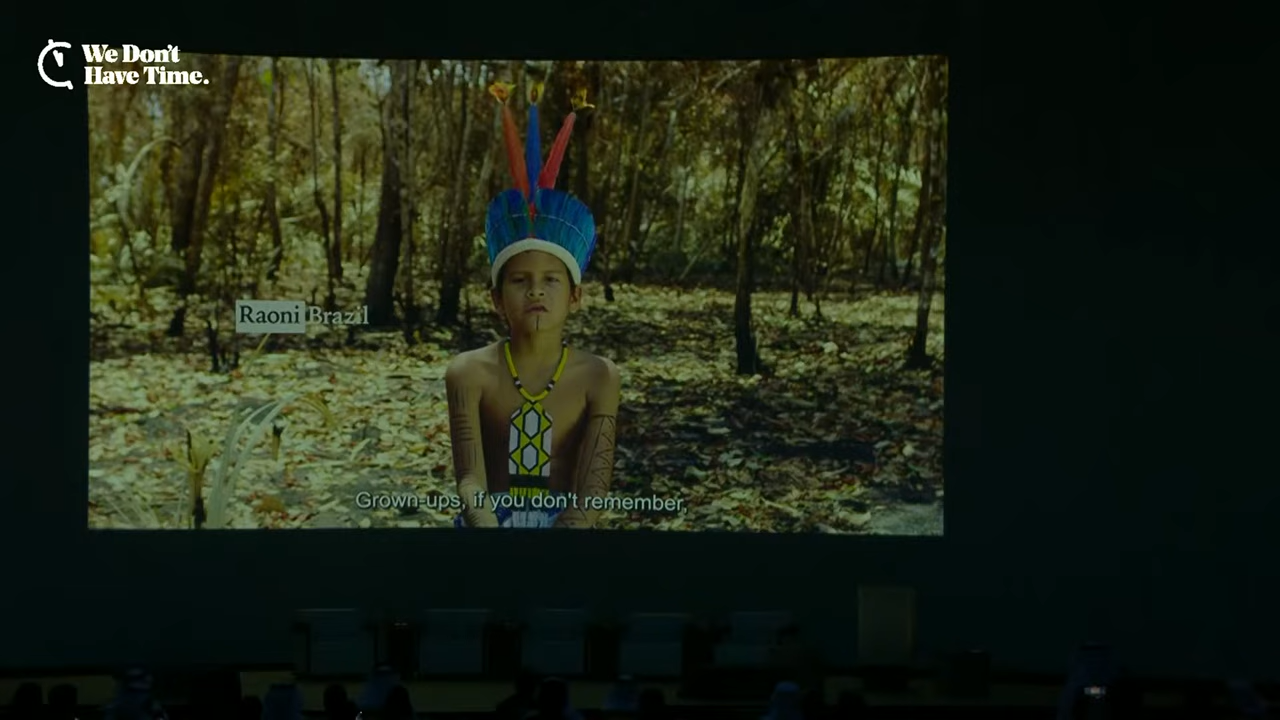 We Don't
Have Time.
Raoni Brazil
Grown-ups, if you don't remember,